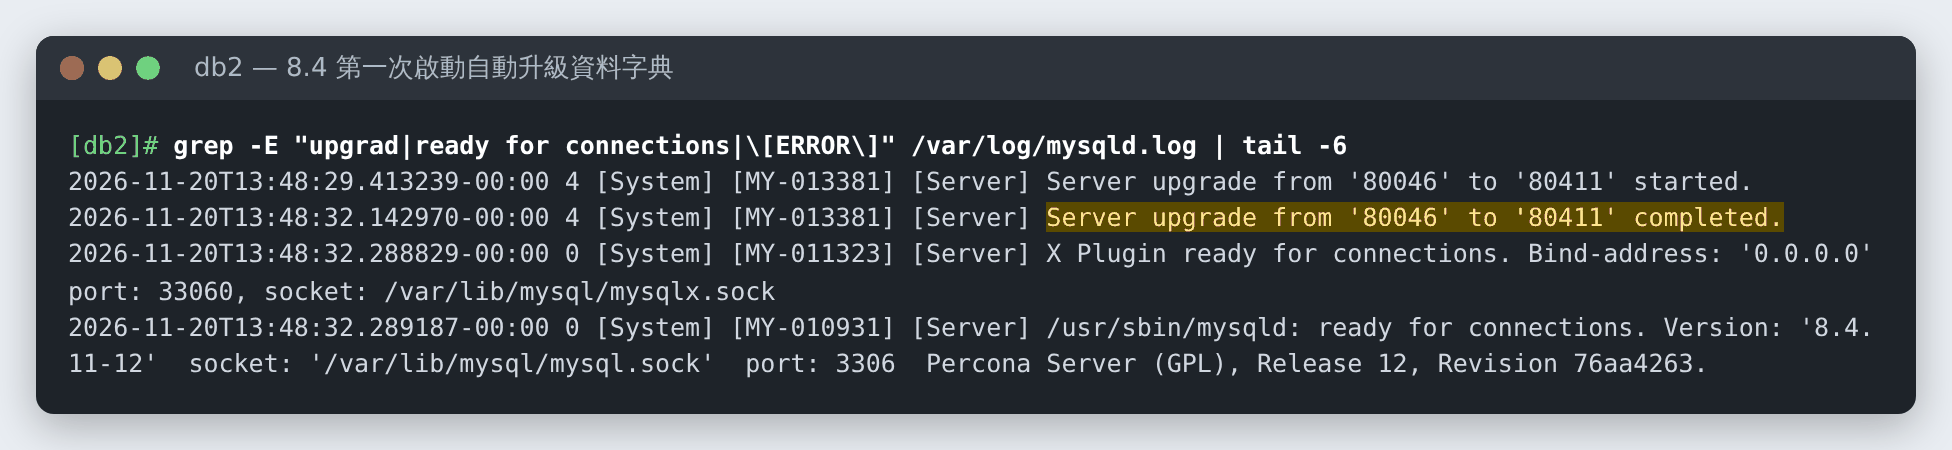 db2 — 8.4 第一次啟動自動升級資料字典
[db2]# grep -E "upgrad|ready for connections|\[ERROR\]" /var/log/mysqld.log | tail -6
2026-11-20T13:48:29.413239-00:00 4 [System] [MY-013381] [Server] Server upgrade from '80046' to '80411' started.
2026-11-20T13:48:32.142970-00:00 4 [System] [MY-013381] [Server] Server upgrade from '80046' to '80411' completed.
2026-11-20T13:48:32.288829-00:00 0 [System] [MY-011323] [Server] X Plugin ready for connections. Bind-address: '0.0.0.0'
port: 33060, socket: /var/lib/mysql/mysqlx.sock
2026-11-20T13:48:32.289187-00:00 0 [System] [MY-010931] [Server] /usr/sbin/mysqld: ready for connections. Version: '8.4.
11-12'  socket: '/var/lib/mysql/mysql.sock'  port: 3306  Percona Server (GPL), Release 12, Revision 76aa4263.